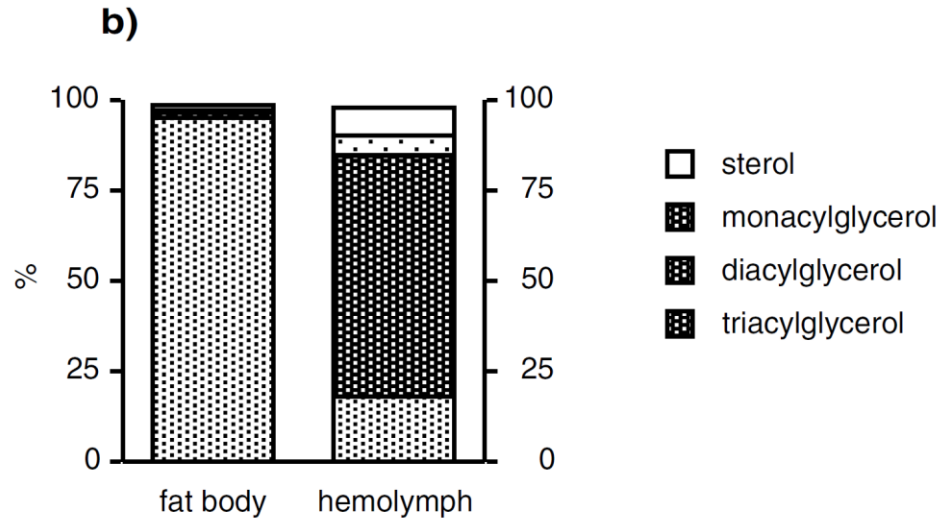 b)
100
75
50
25
0
%
fat body
hemolymph
100
75
50
25
0
sterol
monacylglycerol
diacylglycerol
triacylglycerol